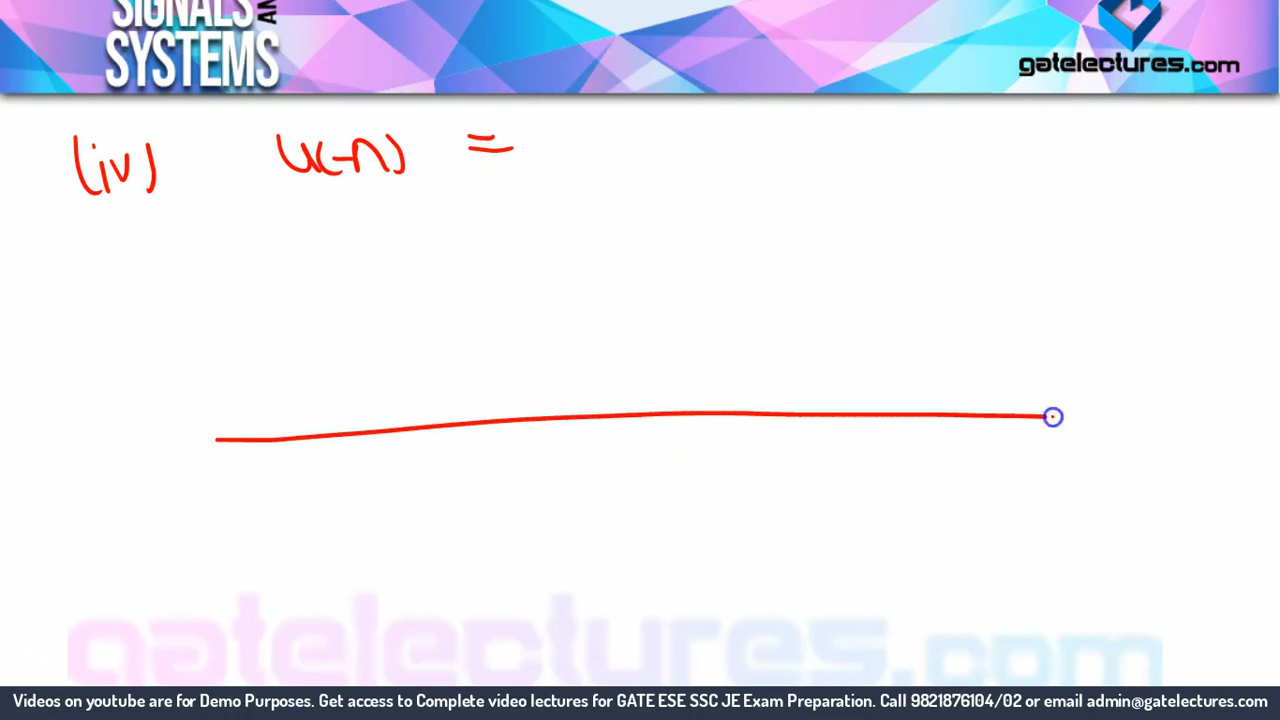 SIGNALS AND
SYSTEMS
gatelectures.com
(iv) u(-n) =
gatelectures.com
Videos on youtube are for Demo Purposes. Get access to Complete video lectures for GATE ESE SSC JE Exam Preparation. Call 9821876104/02 or email admin@gatelectures.com